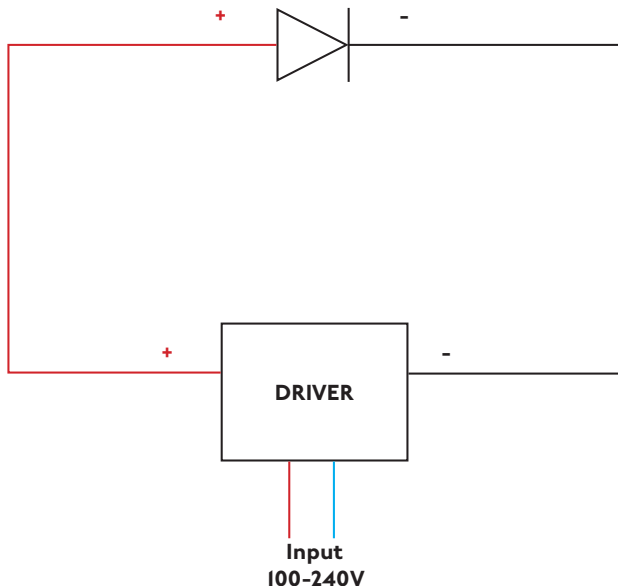 + -
+ -
DRIVER
Input
100-240V